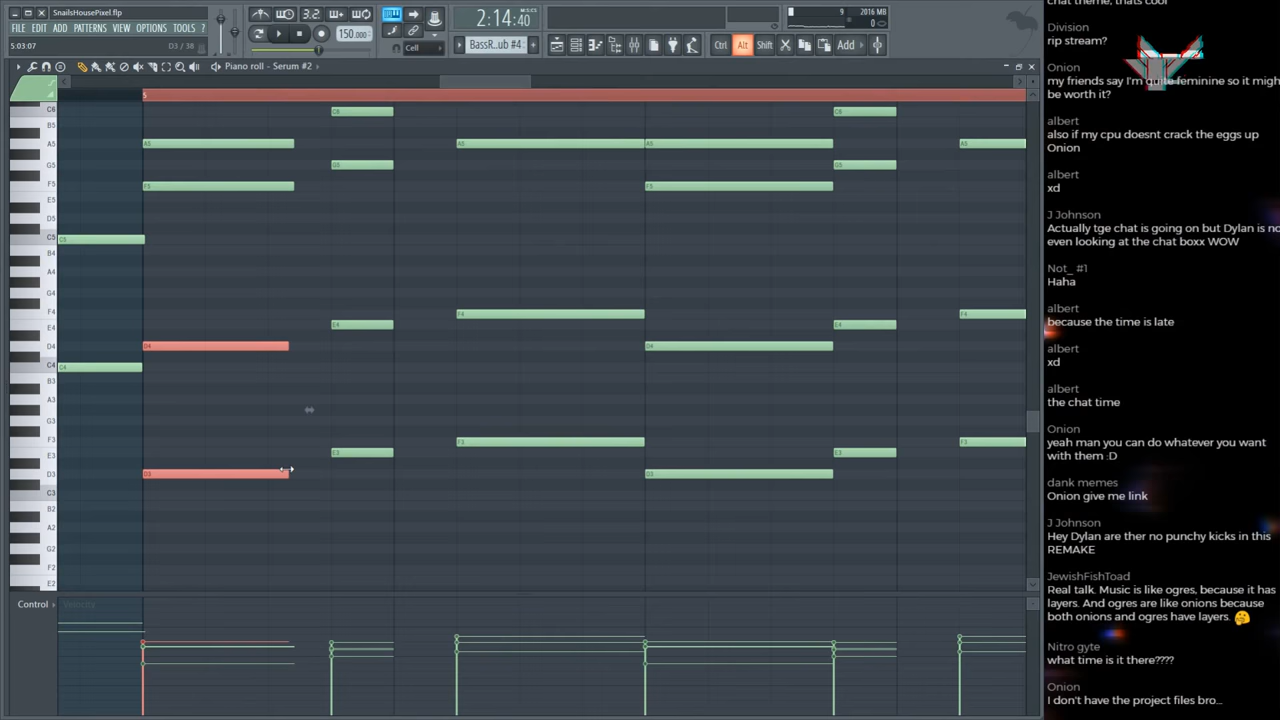 SnailsHousePixel.flp
FILE EDIT ADD PATTERNS VIEW OPTIONS TOOLS ?
5:03:07 D3 / 38
3.2
150.000
2:14:40
9 2016 MB
0
Cell
BassR..ub #4
Ctrl Alt Shift Add
Piano roll - Serum #2
5
C6
B5
A5
G5
F5
E5
D5
C5
B4
A4
G4
F4
E4
D4
C4
B3
A3
G3
F3
E3
D3
C3
B2
A2
G2
F2
E2
Control Velocity
chat theme, thats cool
Division
rip stream?
Onion
my friends say I'm quite feminine so it migh
be worth it?
albert
also if my cpu doesnt crack the eggs up
Onion
albert
xd
J Johnson
Actually tge chat is going on but Dylan is no
even looking at the chat boxx WOW
Not_ #1
Haha
albert
because the time is late
albert
xd
albert
the chat time
Onion
yeah man you can do whatever you want
with them :D
dank memes
Onion give me link
J Johnson
Hey Dylan are ther no punchy kicks in this
REMAKE
JewishFishToad
Real talk. Music is like ogres, because it has
layers. And ogres are like onions because
both onions and ogres have layers. 🤔
Nitro gyte
what time is it there????
Onion
I don't have the project files bro...